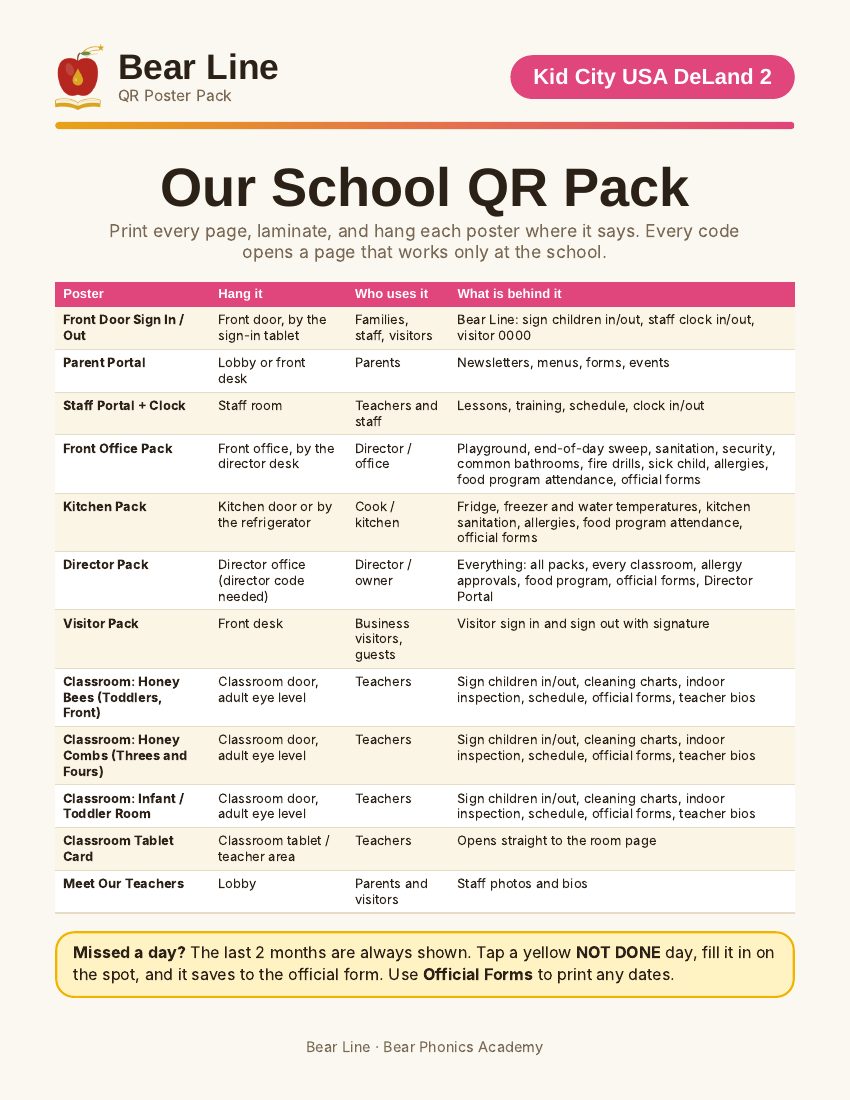 Bear Line
QR Poster Pack
Kid City USA DeLand 2
Our School QR Pack
Print every page, laminate, and hang each poster where it says. Every code
opens a page that works only at the school.
Poster Hang it Who uses it What is behind it
Front Door Sign In / Out Front door, by the sign-in tablet Families, staff, visitors Bear Line: sign children in/out, staff clock in/out, visitor 0000
Parent Portal Lobby or front desk Parents Newsletters, menus, forms, events
Staff Portal + Clock Staff room Teachers and staff Lessons, training, schedule, clock in/out
Front Office Pack Front office, by the director desk Director / office Playground, end-of-day sweep, sanitation, security, common bathrooms, fire drills, sick child, allergies, food program attendance, official forms
Kitchen Pack Kitchen door or by the refrigerator Cook / kitchen Fridge, freezer and water temperatures, kitchen sanitation, allergies, food program attendance, official forms
Director Pack Director office (director code needed) Director / owner Everything: all packs, every classroom, allergy approvals, food program, official forms, Director Portal
Visitor Pack Front desk Business visitors, guests Visitor sign in and sign out with signature
Classroom: Honey Bees (Toddlers, Front) Classroom door, adult eye level Teachers Sign children in/out, cleaning charts, indoor inspection, schedule, official forms, teacher bios
Classroom: Honey Combs (Threes and Fours) Classroom door, adult eye level Teachers Sign children in/out, cleaning charts, indoor inspection, schedule, official forms, teacher bios
Classroom: Infant / Toddler Room Classroom door, adult eye level Teachers Sign children in/out, cleaning charts, indoor inspection, schedule, official forms, teacher bios
Classroom Tablet Card Classroom tablet / teacher area Teachers Opens straight to the room page
Meet Our Teachers Lobby Parents and visitors Staff photos and bios
Missed a day? The last 2 months are always shown. Tap a yellow NOT DONE day, fill it in on
the spot, and it saves to the official form. Use Official Forms to print any dates.
Bear Line · Bear Phonics Academy